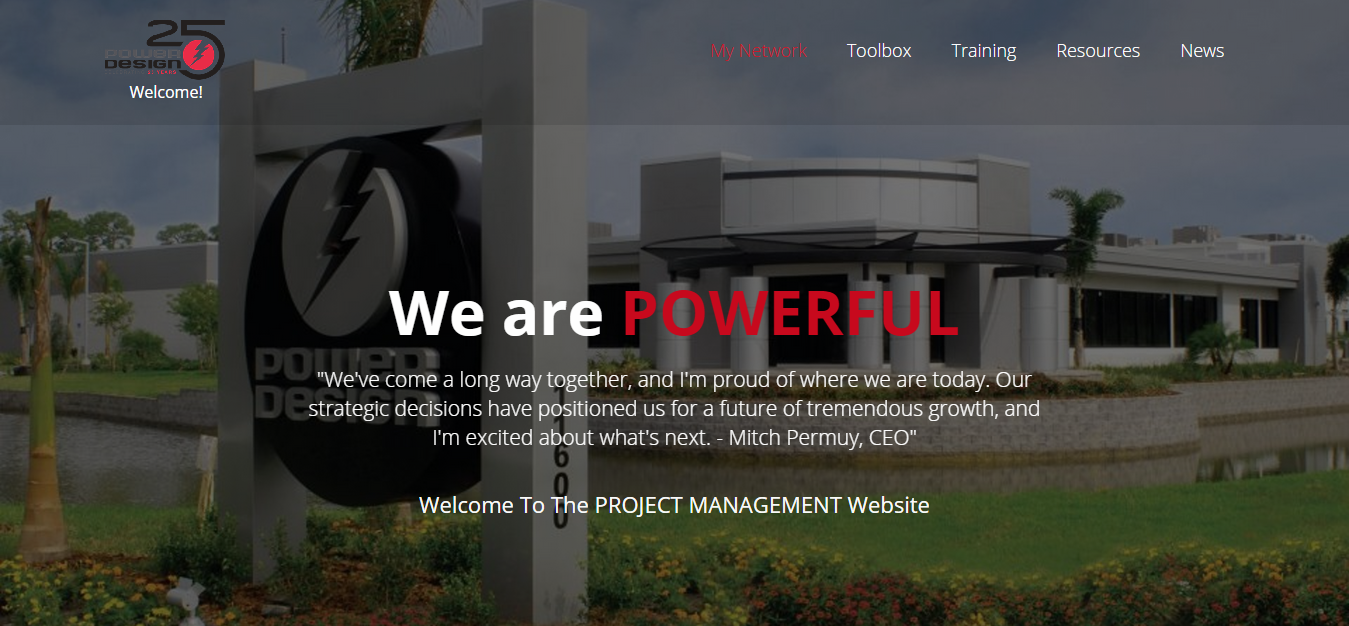 25
POWER
DESIGN
Welcome!
My Network
Toolbox
Training
Resources
News
We are POWERFUL
"We've come a long way together, and I'm proud of where we are today. Our
strategic decisions have positioned us for a future of tremendous growth, and
I'm excited about what's next. - Mitch Permuy, CEO"
Welcome To The PROJECT MANAGEMENT Website
POWER
DESIGN
11600